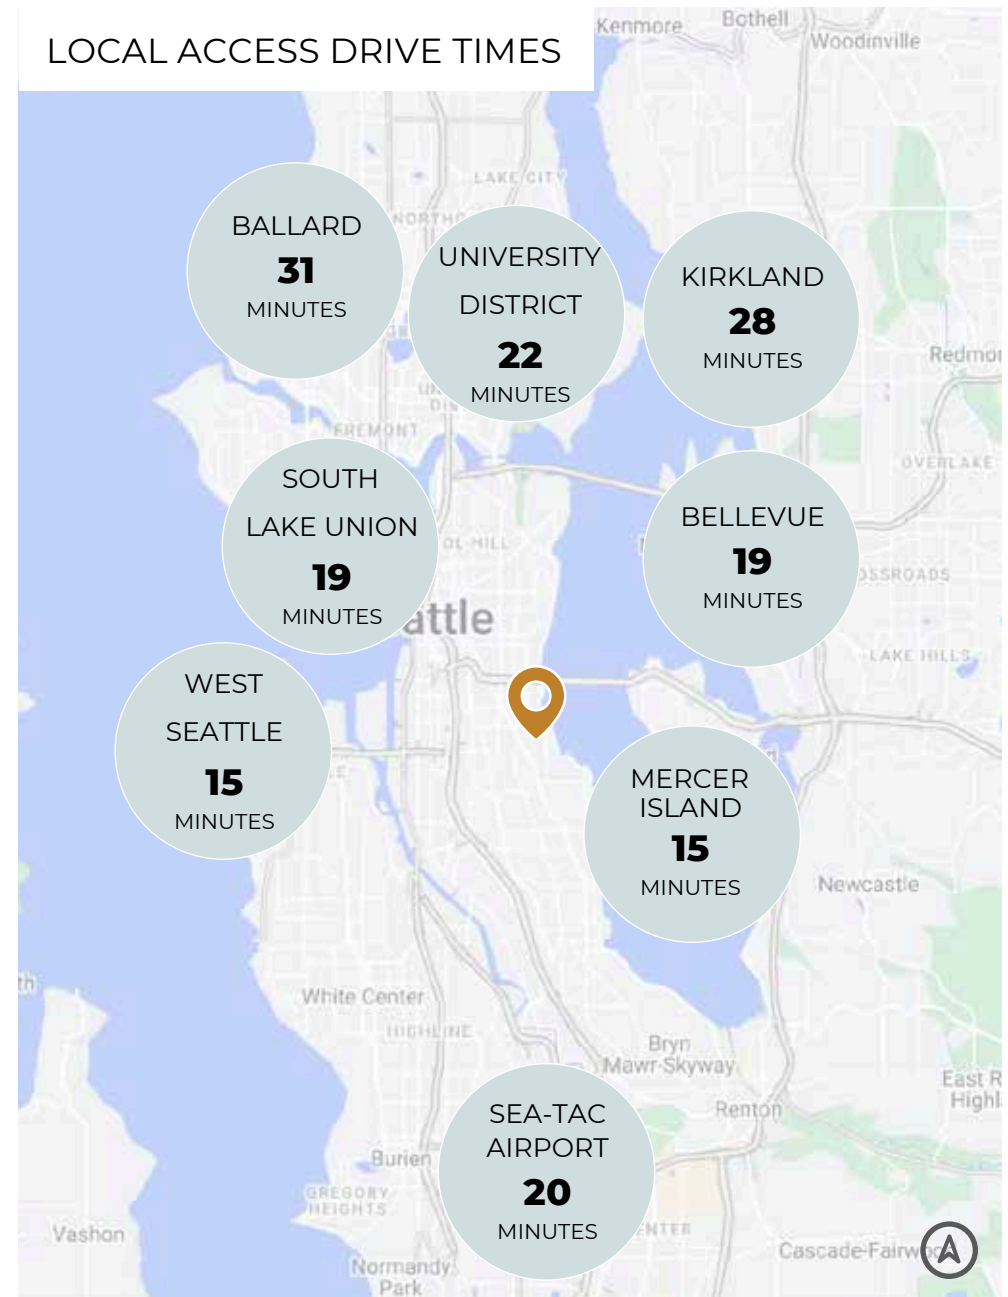 LOCAL ACCESS DRIVE TIMES
Kenmore
Bothell
Woodinville
LAKE CITY
BALLARD
31
MINUTES
UNIVERSITY
DISTRICT
22
MINUTES
KIRKLAND
28
MINUTES
FREMONT
OVERLAKE
SOUTH
LAKE UNION
19
MINUTES
BELLEVUE
19
MINUTES
LAKE HILLS
WEST
SEATTLE
15
MINUTES
MERCER
ISLAND
15
MINUTES
Newcastle
White Center
HIGHLINE
Bryn
Mawr-Skyway
East R
Highl
Renton
SEA-TAC
AIRPORT
20
MINUTES
Burien
GREGORY
HEIGHTS
Vashon
Normandy
Park
Cascade-Fairwoo